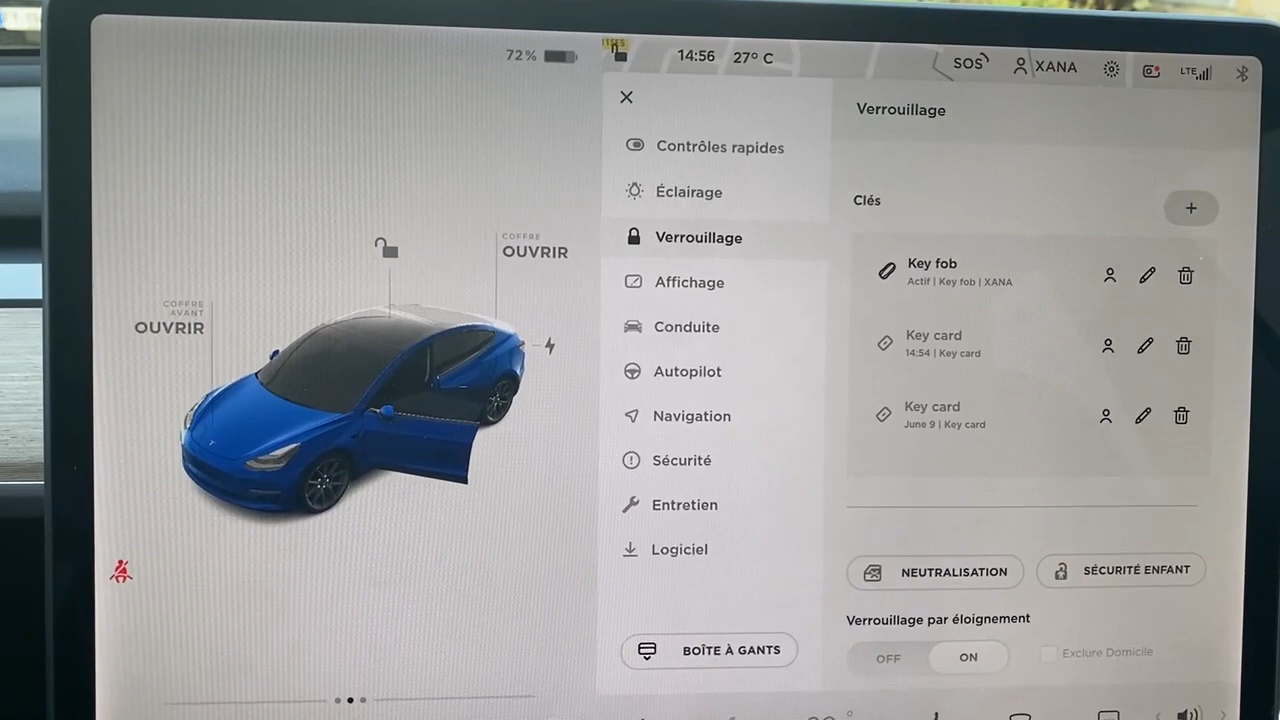 72%
14:56
27° C
SOS
XANA
LTE
Contrôles rapides
Éclairage
Verrouillage
Affichage
Conduite
Autopilot
Navigation
Sécurité
Entretien
Logiciel
BOÎTE À GANTS
COFFRE
AVANT
OUVRIR
COFFRE
OUVRIR
Verrouillage
Clés
+
Key fob
Actif | Key fob | XANA
Key card
14:54 | Key card
Key card
June 9 | Key card
NEUTRALISATION
SÉCURITÉ ENFANT
Verrouillage par éloignement
OFF
ON
Exclure Domicile